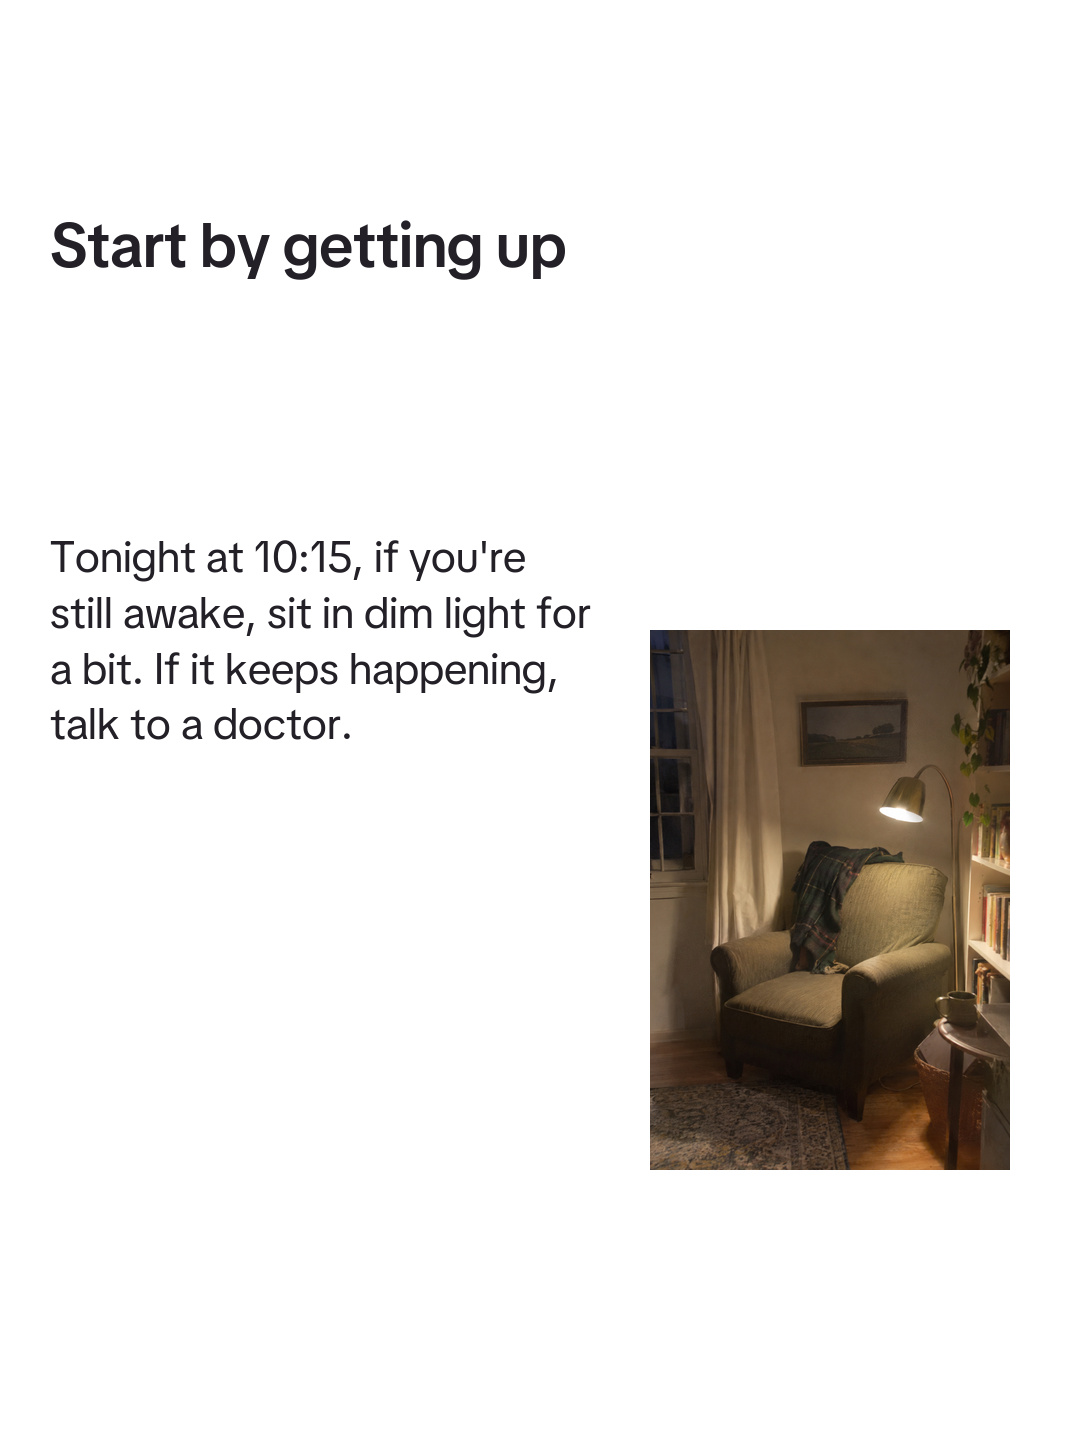 Start by getting up
Tonight at 10:15, if you're
still awake, sit in dim light for
a bit. If it keeps happening,
talk to a doctor.